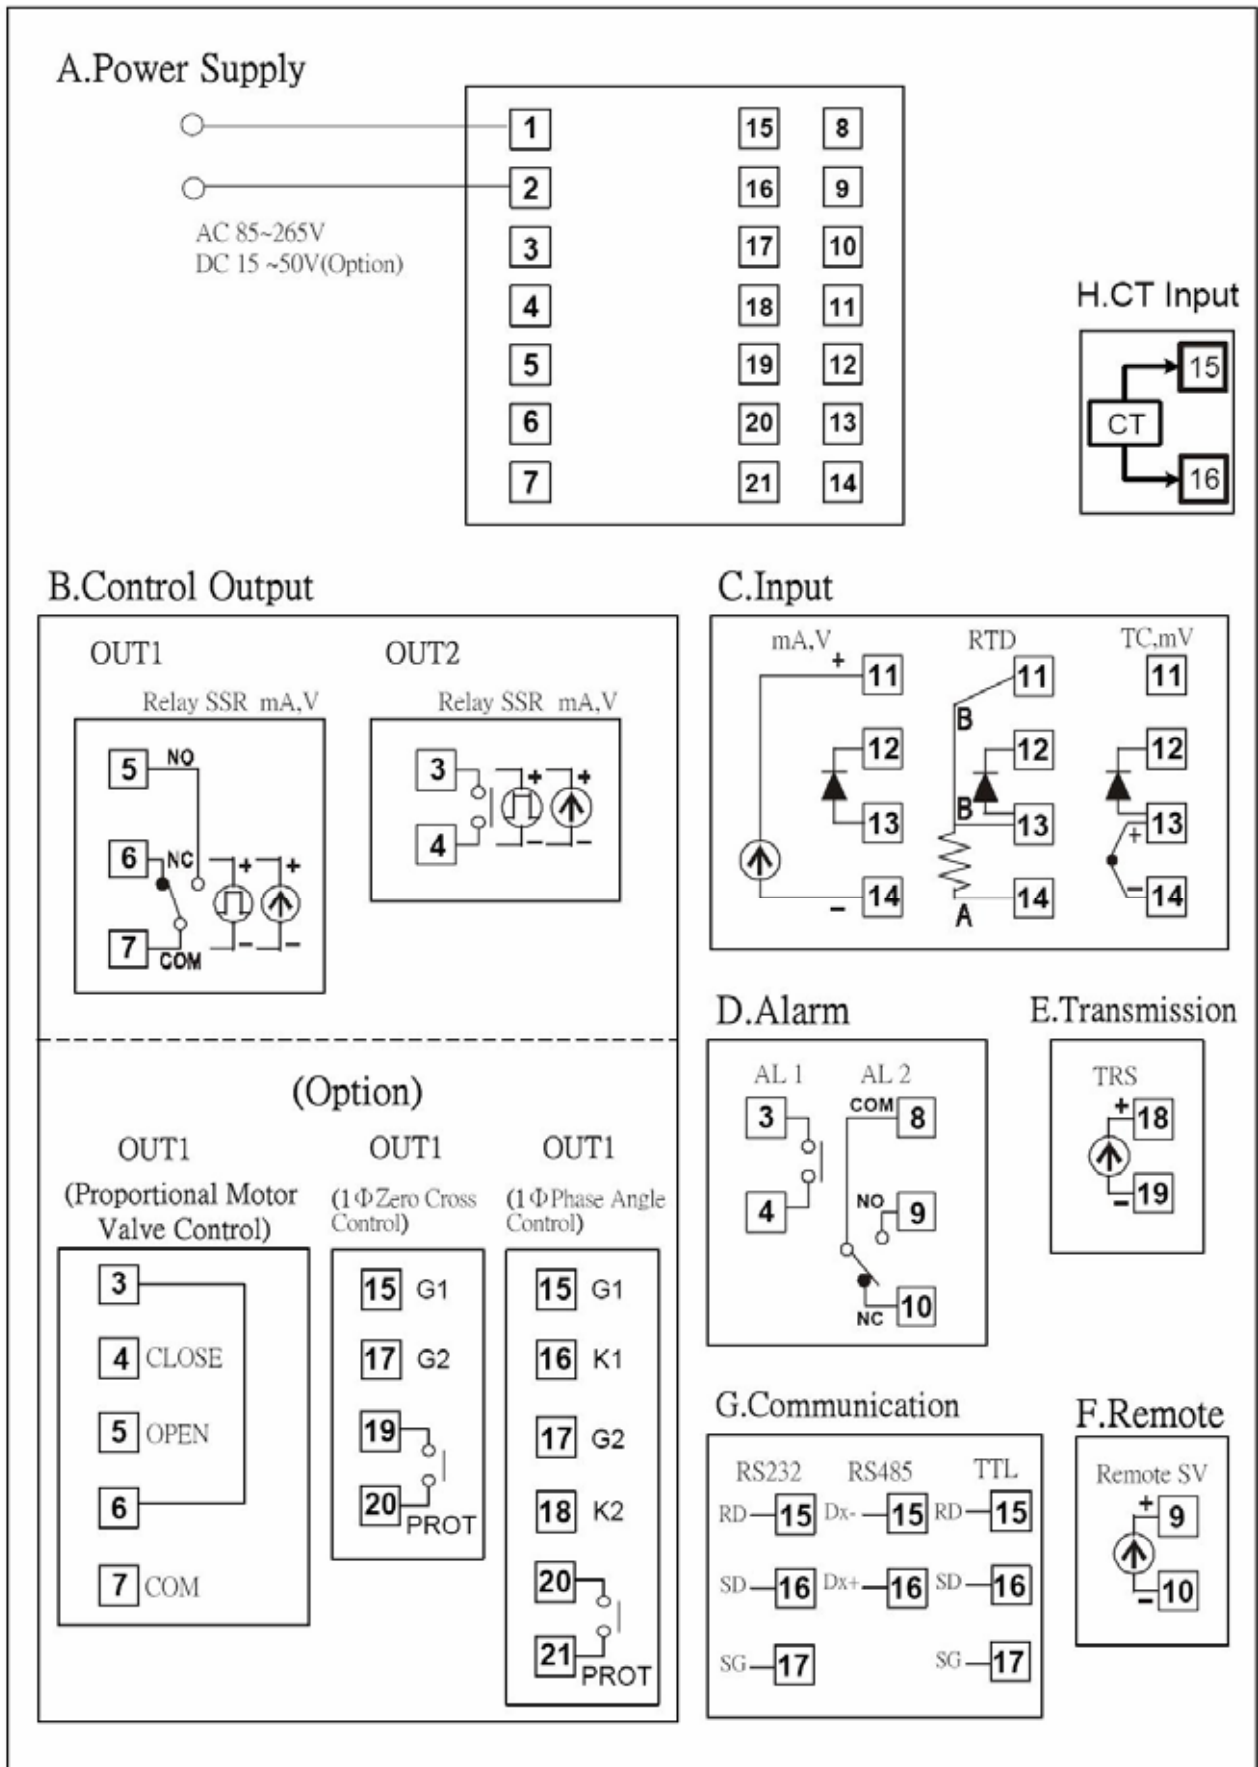 A.Power Supply
1 15 8
2 16 9
AC 85~265V
DC 15 ~50V(Option)
3 17 10
4 18 11
5 19 12
6 20 13
7 21 14
H.CT Input
15
CT
16
B.Control Output
OUT1
Relay SSR mA,V
5 NO
6 NC + +
7 COM - -
OUT2
Relay SSR mA,V
3 + +
4 - -
C.Input
mA,V RTD TC,mV
+ 11 B 11 11
12 12 12
13 B 13 + 13
- 14 A 14 - 14
D.Alarm
AL 1 AL 2
3 COM 8
4 NO 9
NC 10
E.Transmission
TRS
+ 18
- 19
(Option)
OUT1
(Proportional Motor
Valve Control)
3
4 CLOSE
5 OPEN
6
7 COM
OUT1
(1ΦZero Cross
Control)
15 G1
17 G2
19
20 PROT
OUT1
(1ΦPhase Angle
Control)
15 G1
16 K1
17 G2
18 K2
20
21 PROT
G.Communication
RS232 RS485 TTL
RD 15 Dx- 15 RD 15
SD 16 Dx+ 16 SD 16
SG 17 SG 17
F.Remote
Remote SV
+ 9
- 10